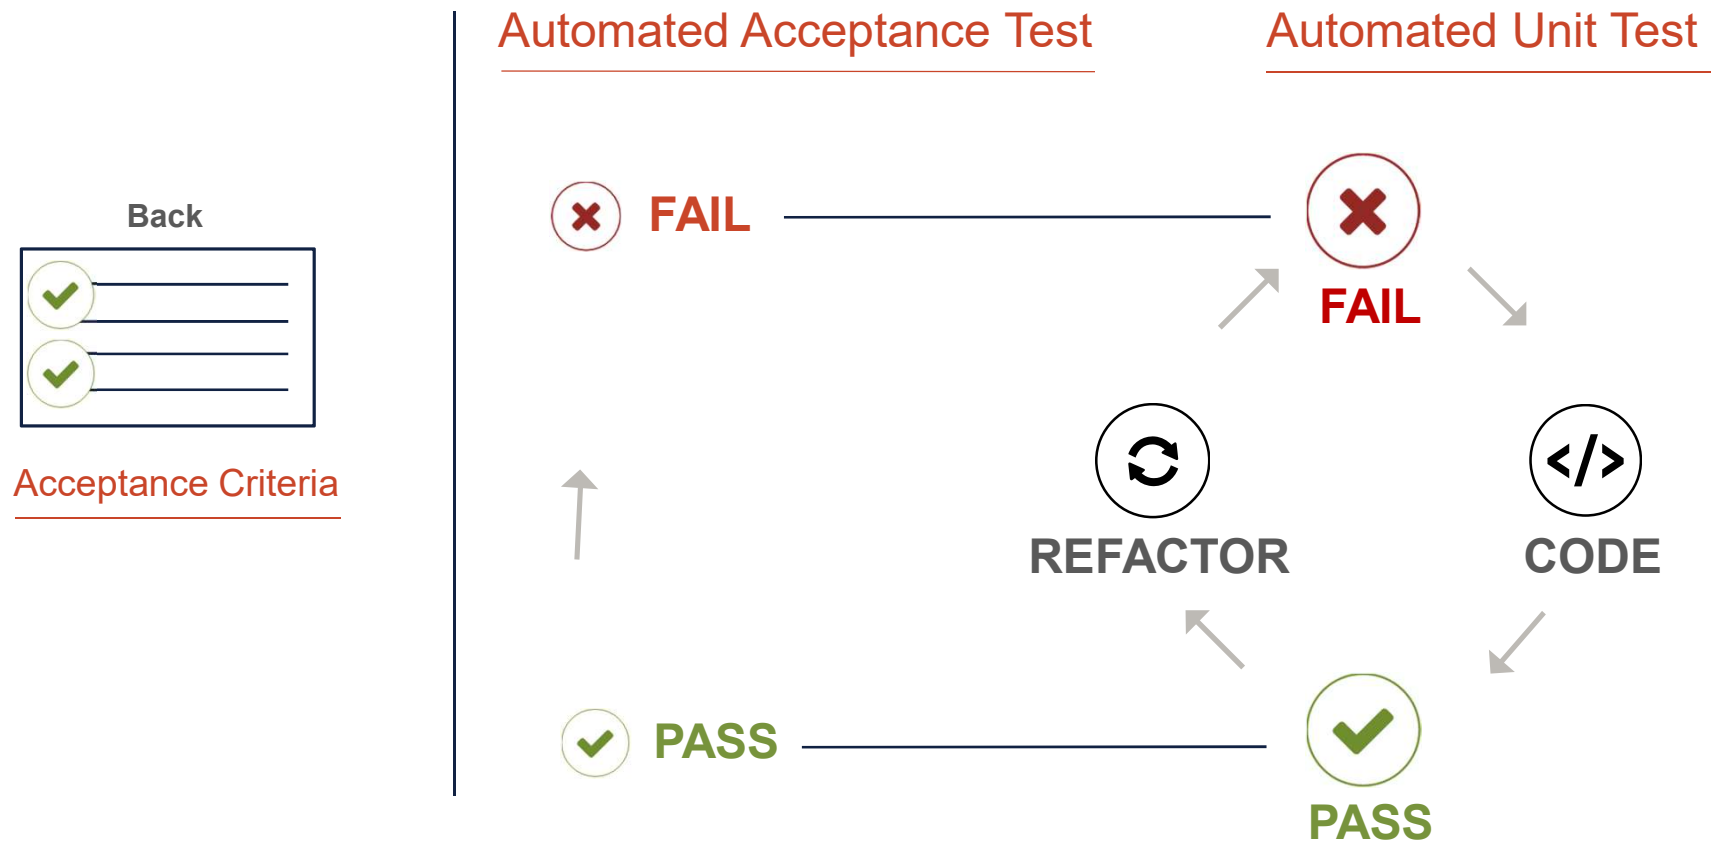 Automated Acceptance Test
Automated Unit Test
Back
Acceptance Criteria
FAIL
FAIL
REFACTOR
</>
CODE
PASS
PASS